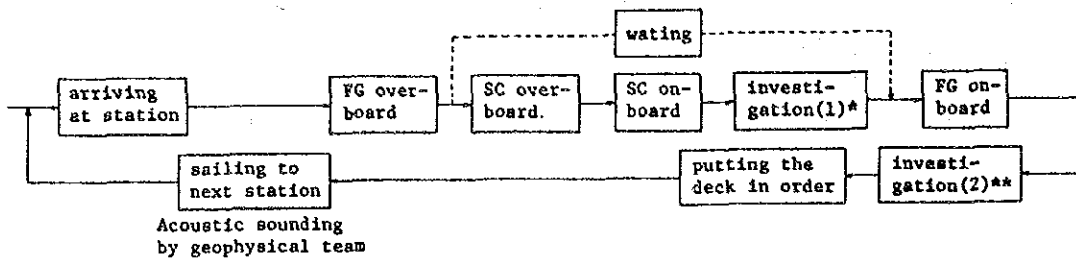 wating
arriving
at station
FG over-
board
SC over-
board.
SC on-
board
investi-
gation(1)*
FG on-
board
investi-
gation(2)**
putting the
deck in order
sailing to
next station
Acoustic sounding
by geophysical team